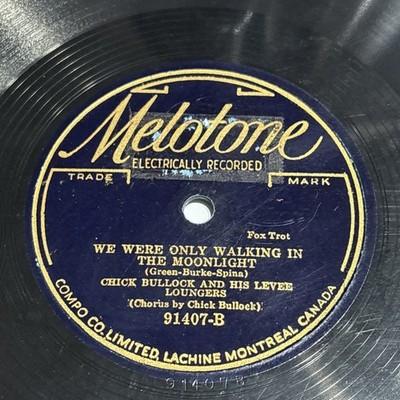 Melotone
ELECTRICALLY RECORDED
TRADE MARK
Fox Trot
WE WERE ONLY WALKING IN
THE MOONLIGHT
(Green-Burke-Spina)
CHICK BULLOCK AND HIS LEVEE
LOUNGERS
(Chorus by Chick Bullock)
91407-B
COMPO CO. LIMITED, LACHINE MONTREAL CANADA
91407B